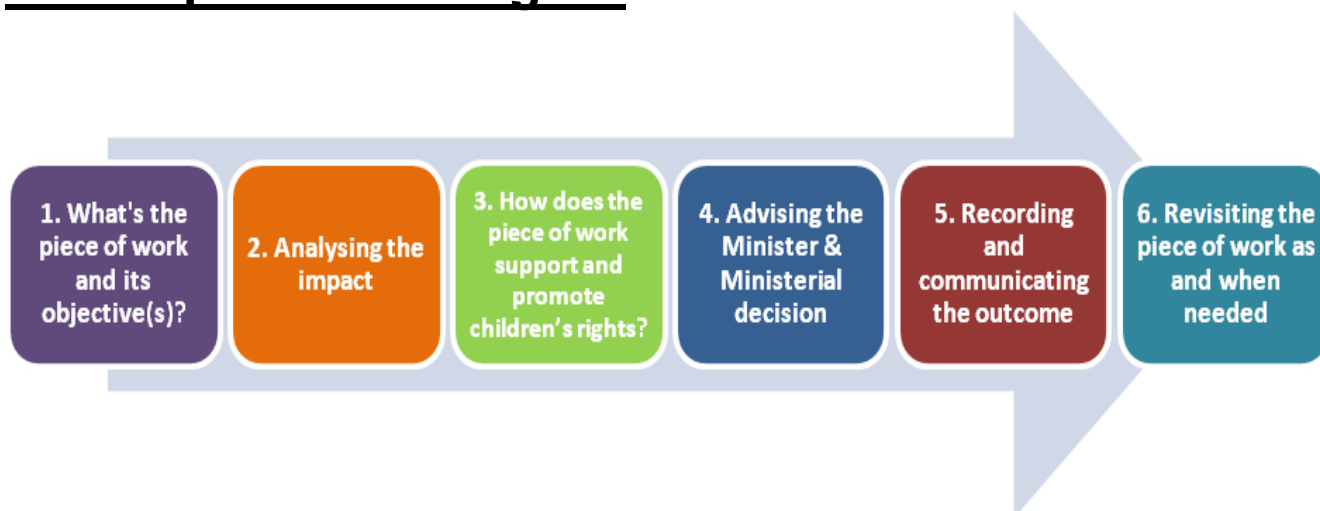 1. What's the
piece of work
and its
objective(s)?
2. Analysing the
impact
3. How does the
piece of work
support and
promote
children’s rights?
4. Advising the
Minister &
Ministerial
decision
5. Recording
and
communicating
the outcome
6. Revisiting the
piece of work as
and when
needed